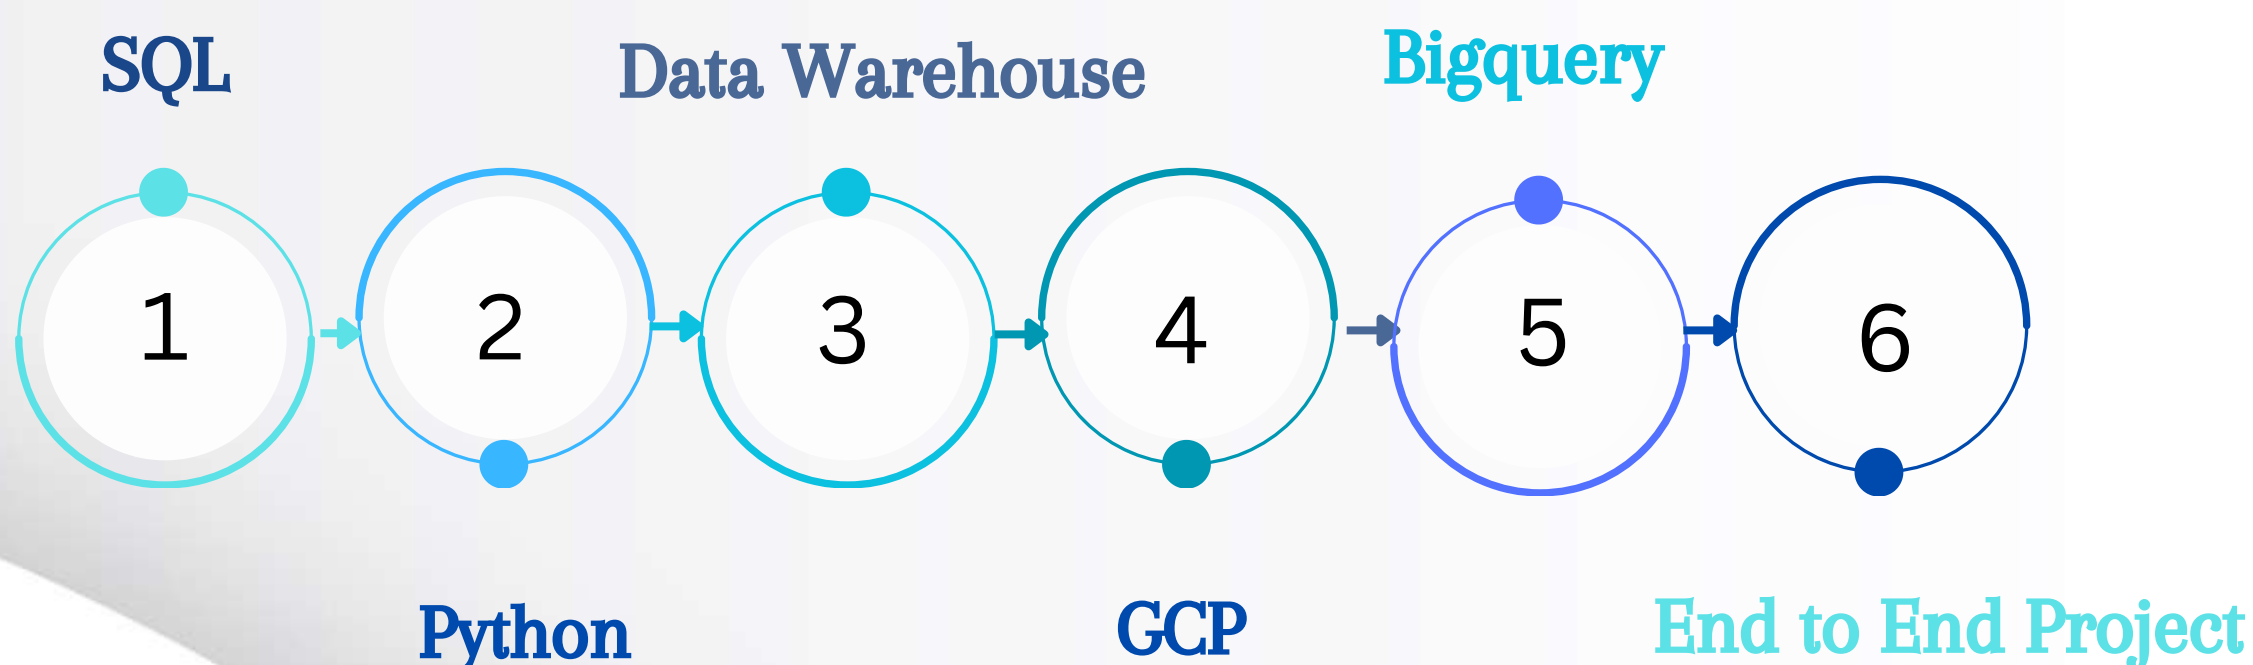 SQL
Data Warehouse
Bigquery
1
2
3
4
5
6
Python
GCP
End to End Project